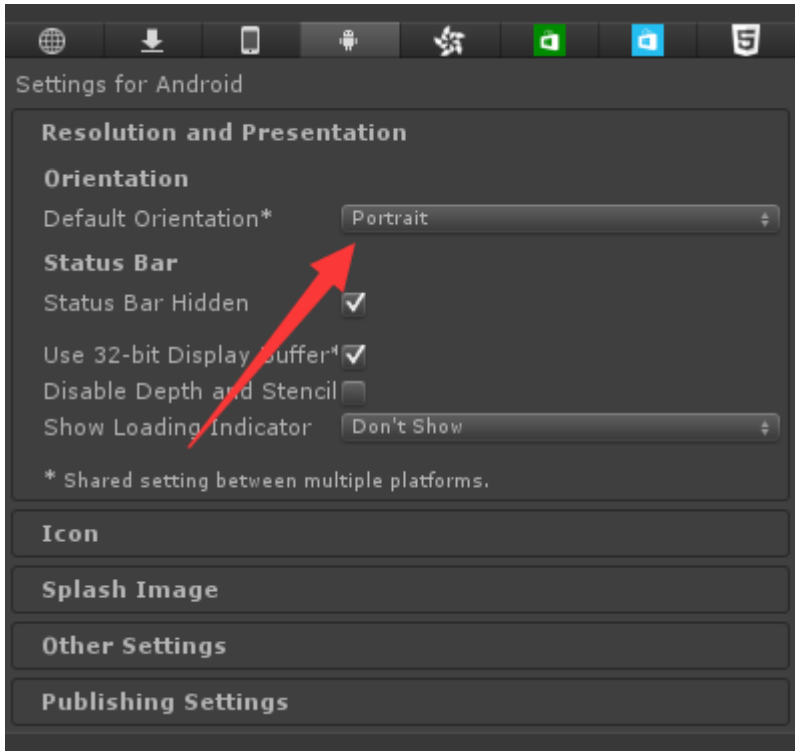 Settings for Android
Resolution and Presentation
Orientation
Default Orientation* Portrait
Status Bar
Status Bar Hidden
Use 32-bit Display Buffer*
Disable Depth and Stencil
Show Loading Indicator Don't Show
* Shared setting between multiple platforms.
Icon
Splash Image
Other Settings
Publishing Settings